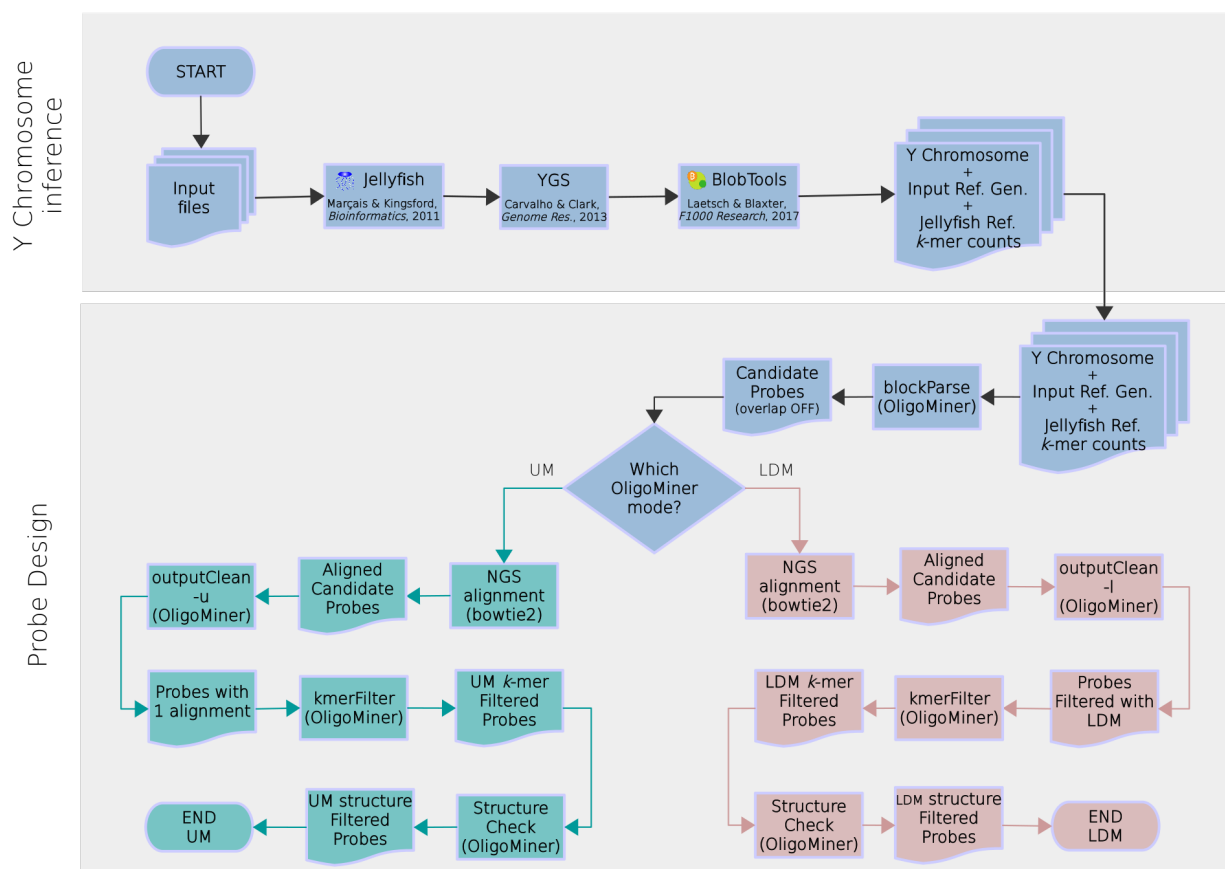 Y Chromosome
inference
START
Input
files
Jellyfish
Marçais & Kingsford,
Bioinformatics, 2011
YGS
Carvalho & Clark,
Genome Res., 2013
BlobTools
Laetsch & Blaxter,
F1000 Research, 2017
Y Chromosome
+
Input Ref. Gen.
+
Jellyfish Ref.
k-mer counts
Probe Design
Y Chromosome
+
Input Ref. Gen.
+
Jellyfish Ref.
k-mer counts
blockParse
(OligoMiner)
Candidate
Probes
(overlap OFF)
Which
OligoMiner
mode?
UM
LDM
NGS
alignment
(bowtie2)
Aligned
Candidate
Probes
outputClean
-u
(OligoMiner)
Probes with
1 alignment
kmerFilter
(OligoMiner)
UM k-mer
Filtered
Probes
Structure
Check
(OligoMiner)
UM structure
Filtered
Probes
END
UM
NGS
alignment
(bowtie2)
Aligned
Candidate
Probes
outputClean
-l
(OligoMiner)
Probes
Filtered with
LDM
kmerFilter
(OligoMiner)
LDM k-mer
Filtered
Probes
Structure
Check
(OligoMiner)
LDM structure
Filtered
Probes
END
LDM